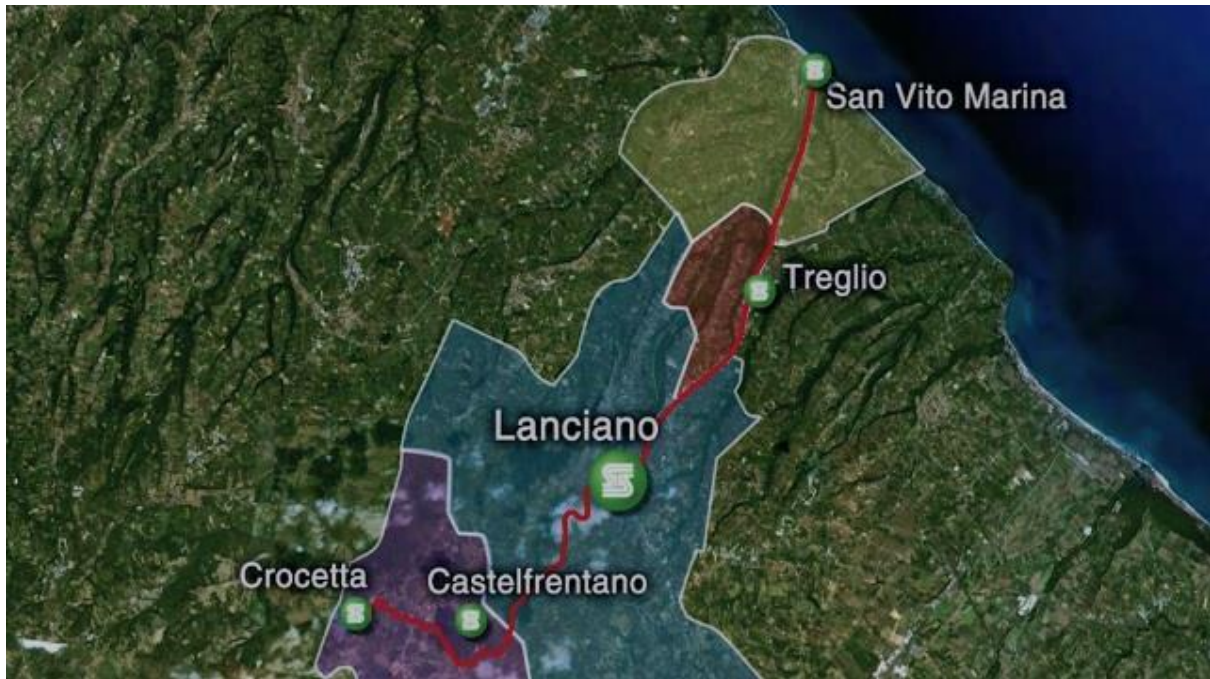 San Vito Marina
Treglio
Lanciano
Crocetta
Castelfrentano